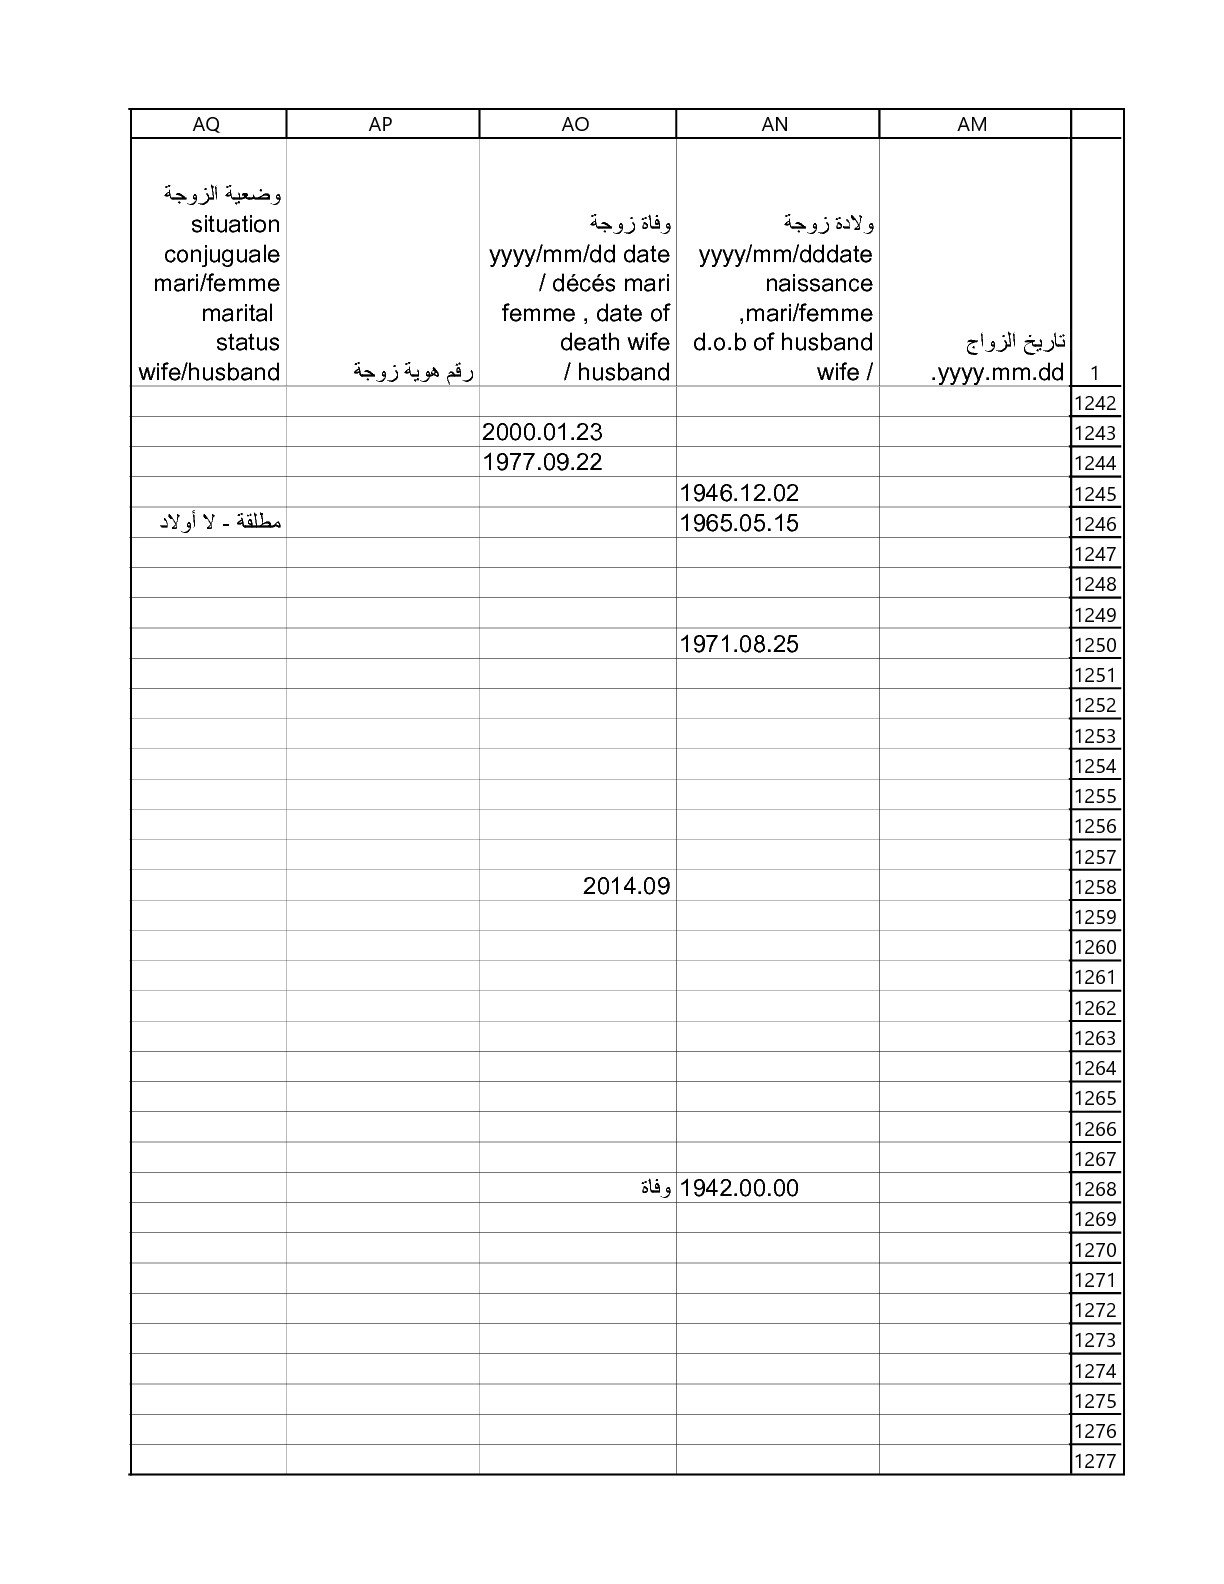 AQ AP AO AN AM
وضعية الزوجة
situation
conjuguale
mari/femme
marital
status
wife/husband
رقم هوية زوجة
وفاة زوجة
yyyy/mm/dd date
/ décés mari
femme , date of
death wife
/ husband
ولادة زوجة
yyyy/mm/dddate
naissance
,mari/femme
d.o.b of husband
wife /
تاريخ الزواج
.yyyy.mm.dd
1
1242
2000.01.23 1243
1977.09.22 1244
1946.12.02 1245
مطلقة - لا أولاد 1965.05.15 1246
1247
1248
1249
1971.08.25 1250
1251
1252
1253
1254
1255
1256
1257
2014.09 1258
1259
1260
1261
1262
1263
1264
1265
1266
1267
وفاة 1942.00.00 1268
1269
1270
1271
1272
1273
1274
1275
1276
1277